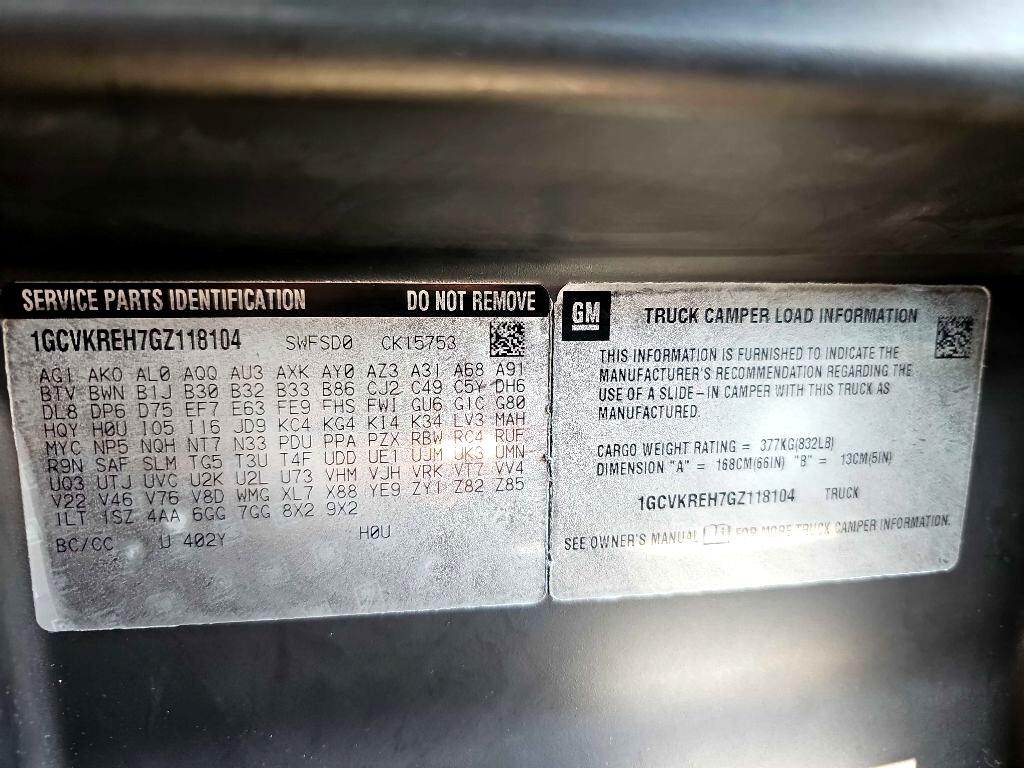 SERVICE PARTS IDENTIFICATION DO NOT REMOVE
1GCVKREH7GZ118104 SWFSD0 CK15753
AG1 AKO AL0 AQQ AU3 AXK AY0 AZ3 A31 A68 A91
BTV BWN B1J B30 B32 B33 B86 CJ2 C49 C5Y DH6
DL8 DP6 D75 EF7 E63 FE9 FHS FWI GU6 G1C G80
HQY H0U IO5 I16 JD9 KC4 KG4 K14 K34 LV3 MAH
MYC NP5 NQH NT7 N33 PDU PPA PZX RBW RC4 RUF
R9N SAF SLM TG5 T3U T4F UDD UE1 UJM UK3 UMN
UQ3 UTJ UVC U2K U2L U73 VHM VJH VRK VT7 VV4
V22 V46 V76 V8D WMG XL7 X88 YE9 ZY1 Z82 Z85
1LT 1SZ 4AA 6GG 7GG 8X2 9X2
BC/CC U 402Y H0U
GM
TRUCK CAMPER LOAD INFORMATION
THIS INFORMATION IS FURNISHED TO INDICATE THE
MANUFACTURER'S RECOMMENDATION REGARDING THE
USE OF A SLIDE-IN CAMPER WITH THIS TRUCK AS
MANUFACTURED.
CARGO WEIGHT RATING = 377KG(832LB)
DIMENSION "A" = 168CM(66IN) "B" = 13CM(5IN)
1GCVKREH7GZ118104 TRUCK
SEE OWNER'S MANUAL FOR MORE TRUCK CAMPER INFORMATION.